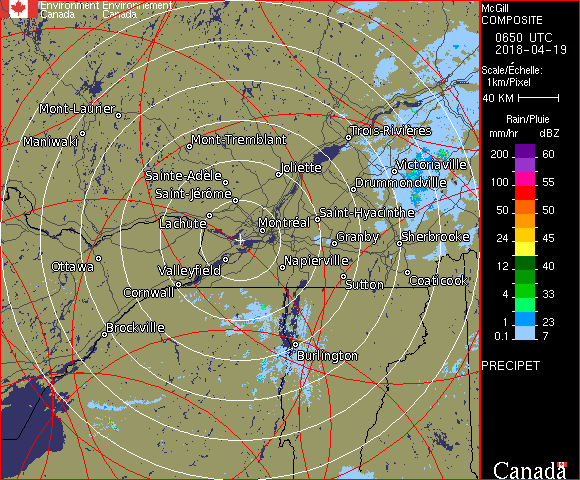 Environment Environnement
Canada Canada
McGill
COMPOSITE
0650 UTC
2018-04-19
Scale/Échelle:
1km/Pixel
40 KM
Rain/Pluie
mm/hr dBZ
200 60
150 57
100 55
50 50
24 45
12 40
4 33
1 23
0.1 7
PRECIPET
Canada
Mont-Laurier
Maniwaki
Mont-Tremblant
Trois-Rivières
Sainte-Adèle
Joliette
Victoriaville
Saint-Jérôme
Drummondville
Lachute
Montréal
Saint-Hyacinthe
Granby
Sherbrooke
Ottawa
Valleyfield
Napierville
Cornwall
Sutton
Coaticook
Brockville
Burlington